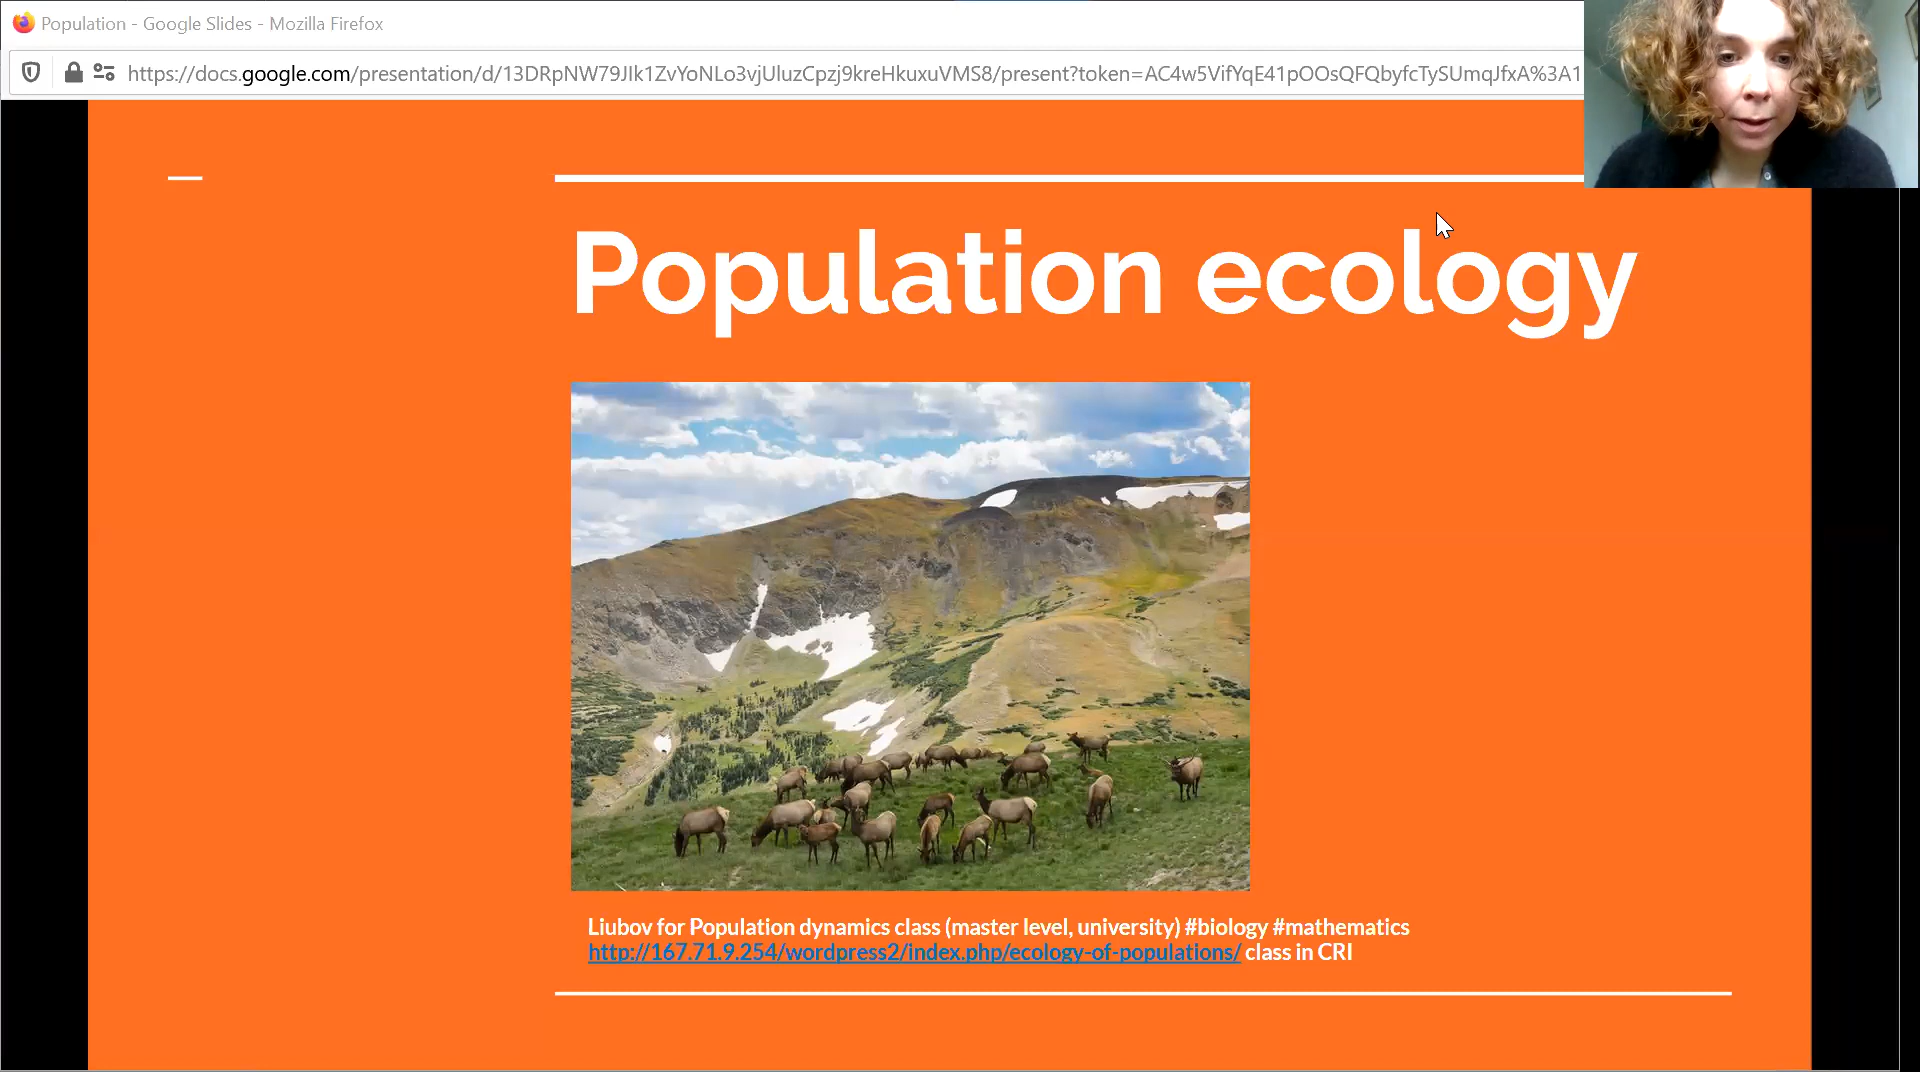 Population - Google Slides - Mozilla Firefox
https://docs.google.com/presentation/d/13DRpNW79JIk1ZvYoNLo3vjUluzCpzj9kreHkuxuVMS8/present?token=AC4w5VifYqE41pOOsQFQbyfcTySUmqJfxA%3A1
Population ecology
Liubov for Population dynamics class (master level, university) #biology #mathematics
http://167.71.9.254/wordpress2/index.php/ecology-of-populations/ class in CRI